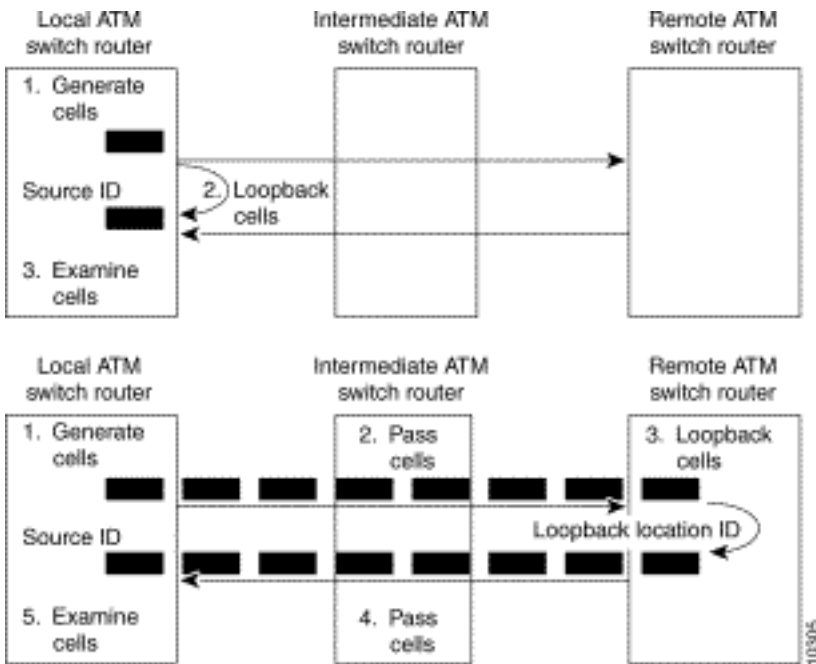 Local ATM
switch router
Intermediate ATM
switch router
Remote ATM
switch router
1. Generate
cells
Source ID
2. Loopback
cells
3. Examine
cells
Local ATM
switch router
Intermediate ATM
switch router
Remote ATM
switch router
1. Generate
cells
2. Pass
cells
3. Loopback
cells
Source ID
Loopback location ID
5. Examine
cells
4. Pass
cells
10305